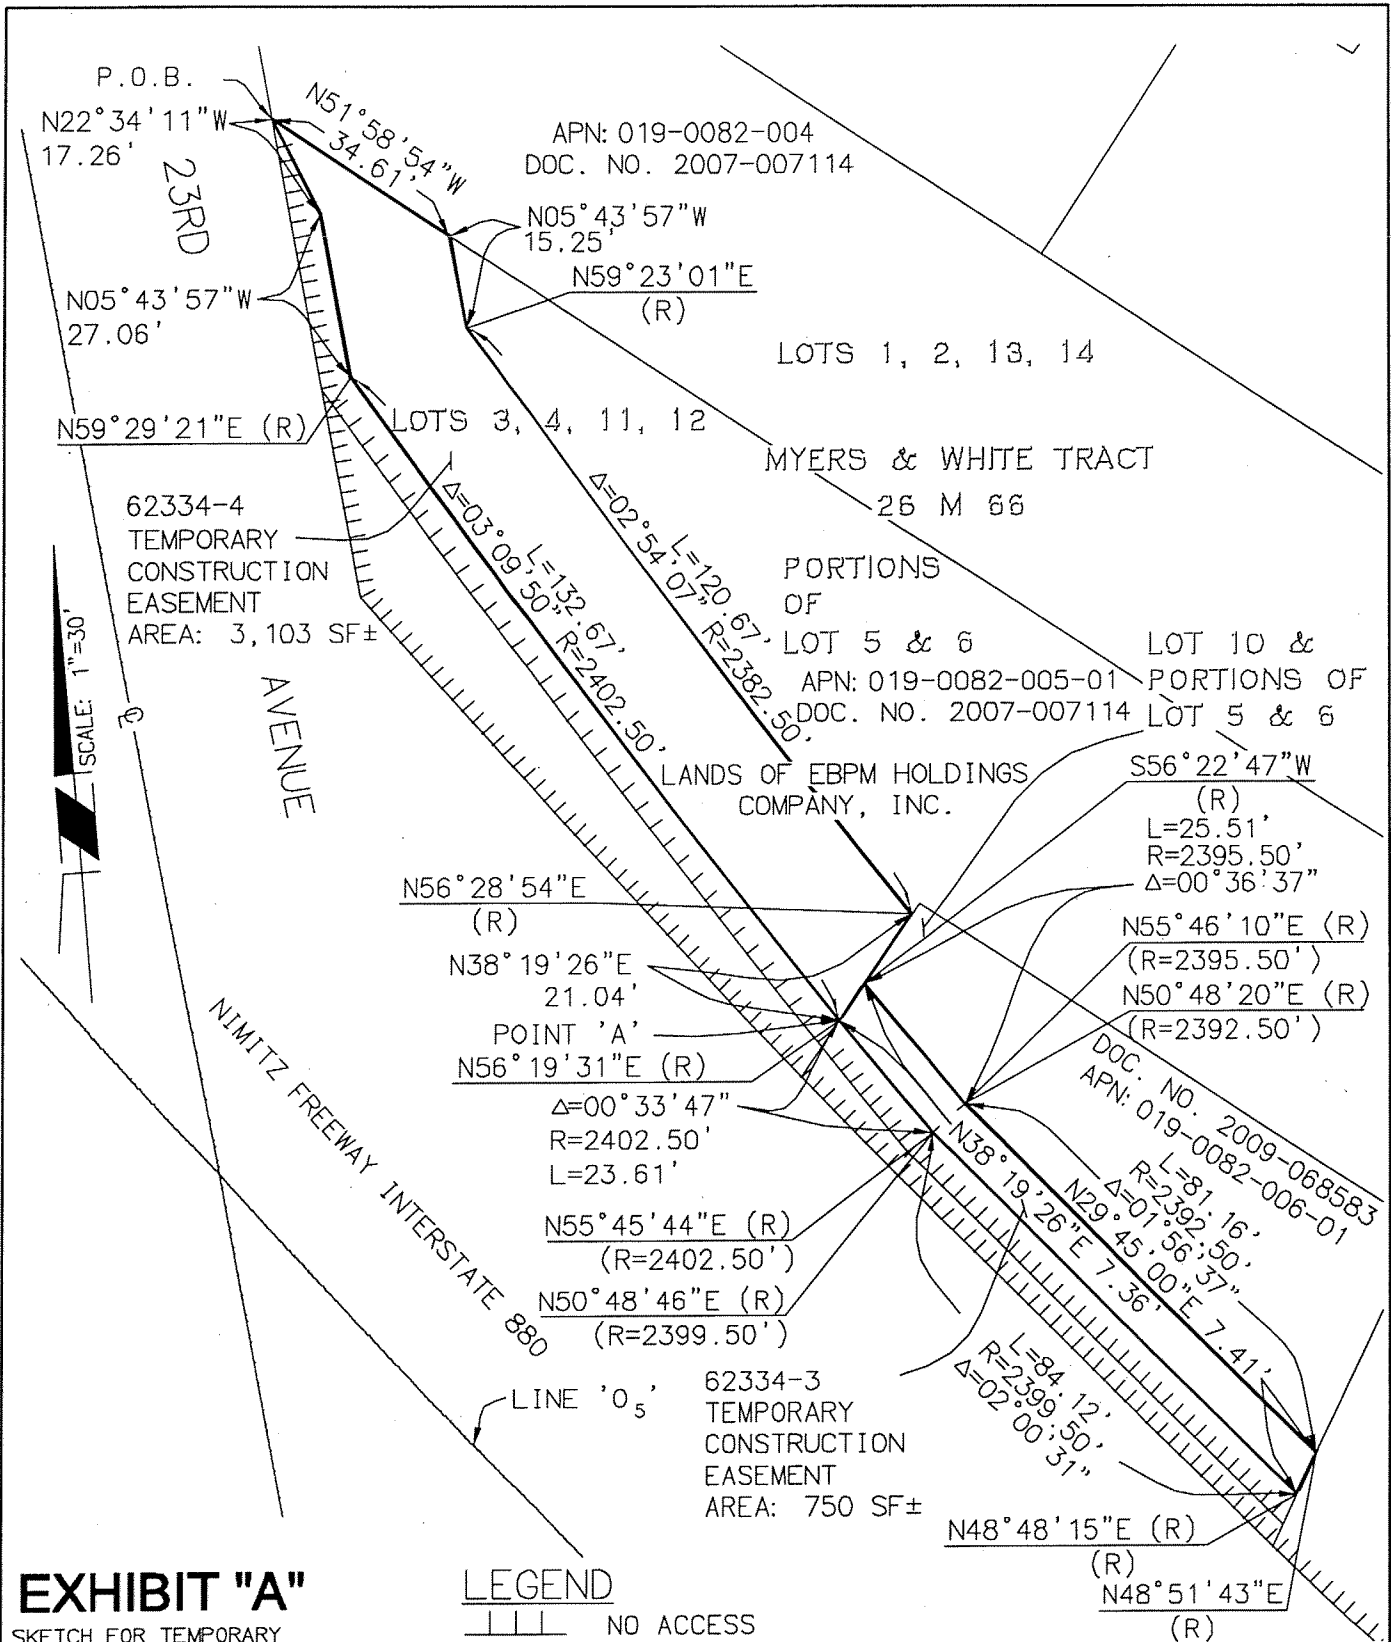 P.O.B.
N22°34'11"W
17.26'
N51°58'54"W
34.61'
APN: 019-0082-004
DOC. NO. 2007-007114
23RD
N05°43'57"W
15.25'
N59°23'01"E
(R)
N05°43'57"W
27.06'
LOTS 1, 2, 13, 14
N59°29'21"E (R)
LOTS 3, 4, 11, 12
MYERS & WHITE TRACT
26 M 66
62334-4
TEMPORARY
CONSTRUCTION
EASEMENT
AREA: 3,103 SF±
L=132.67'
Δ=03°09'50" R=2402.50'
L=120.67'
Δ=02°54'07" R=2382.50'
PORTIONS
OF
LOT 5 & 6
APN: 019-0082-005-01
DOC. NO. 2007-007114
LOT 10 &
PORTIONS OF
LOT 5 & 6
SCALE: 1"=30'
AVENUE
LANDS OF EBPM HOLDINGS
COMPANY, INC.
S56°22'47"W
(R)
L=25.51'
R=2395.50'
Δ=00°36'37"
N56°28'54"E
(R)
N55°46'10"E (R)
(R=2395.50')
N38°19'26"E
21.04'
N50°48'20"E (R)
(R=2392.50')
POINT 'A'
N56°19'31"E (R)
Δ=00°33'47"
R=2402.50'
L=23.61'
DOC. NO. 2009-068583
APN: 019-0082-006-01
NIMITZ FREEWAY INTERSTATE 880
L=81.16'
R=2392.50'
Δ=01°56'37"
N29°45'00"E 7.41'
N38°19'26"E 7.36'
N55°45'44"E (R)
(R=2402.50')
N50°48'46"E (R)
(R=2399.50')
L=84.12'
R=2399.50'
Δ=02°00'31"
LINE 'O5'
62334-3
TEMPORARY
CONSTRUCTION
EASEMENT
AREA: 750 SF±
N48°48'15"E (R)
(R)
N48°51'43"E
(R)
EXHIBIT "A"
SKETCH FOR TEMPORARY
LEGEND
NO ACCESS